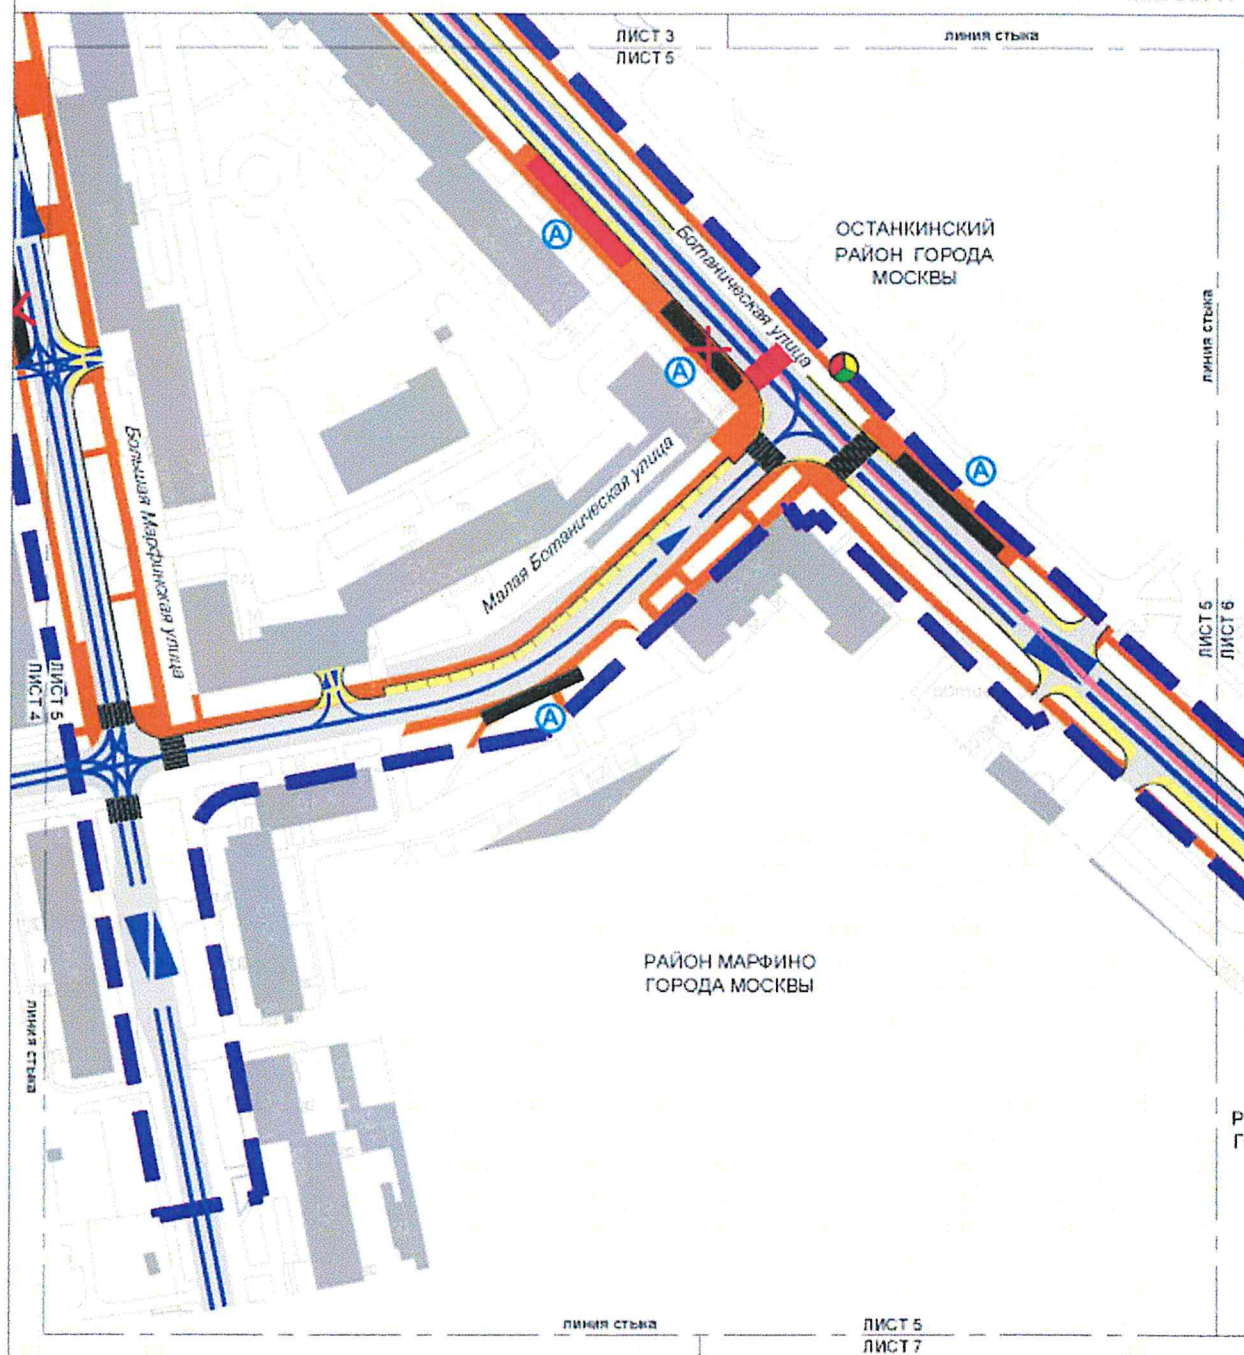 ЛИСТ 3
ЛИСТ 5
линия стыка
ОСТАНКИНСКИЙ
РАЙОН ГОРОДА
МОСКВЫ
линия стыка
А
Ботаническая улица
А
А
Большая Марфинская улица
Малая Ботаническая улица
ЛИСТ 5
ЛИСТ 6
ЛИСТ 5
ЛИСТ 4
А
РАЙОН МАРФИНО
ГОРОДА МОСКВЫ
линия стыка
Р
Г
линия стыка
ЛИСТ 5
ЛИСТ 7